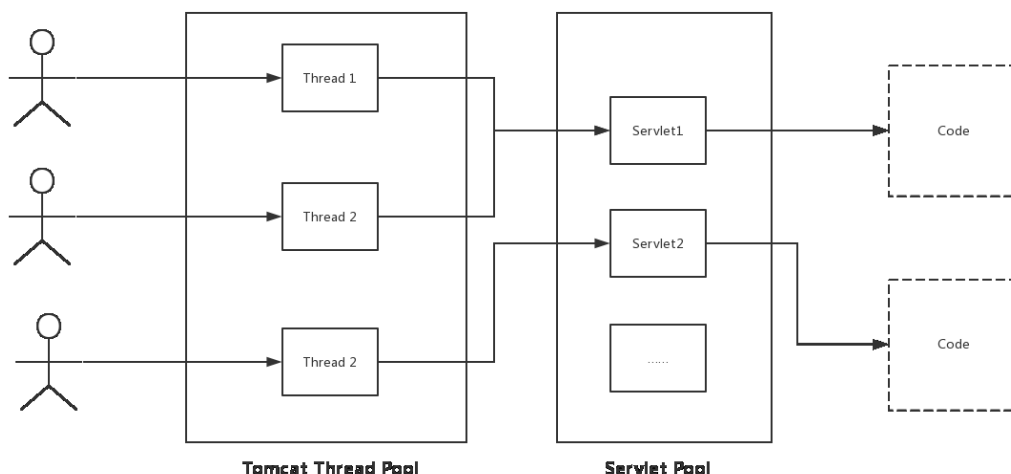 Thread 1
Servlet1
Code
Thread 2
Servlet2
Thread 2
......
Code
Tomcat Thread Pool
Servlet Pool